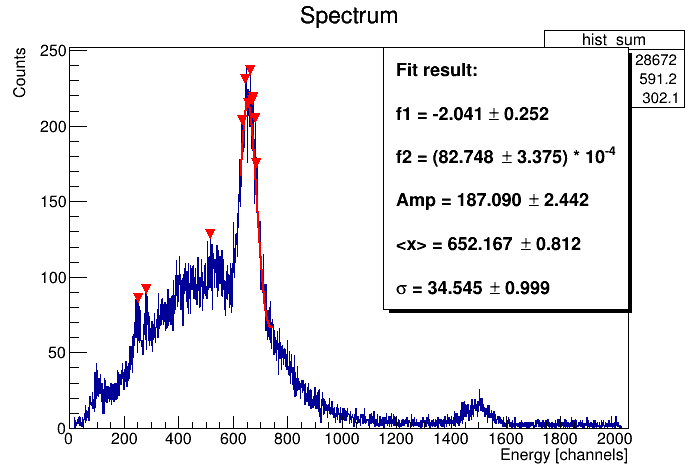 Spectrum
hist_sum
28672
591.2
302.1
Fit result:
f1 = -2.041 ± 0.252
f2 = (82.748 ± 3.375) * 10^-4
Amp = 187.090 ± 2.442
<x> = 652.167 ± 0.812
σ = 34.545 ± 0.999
Counts
250
200
150
100
50
0
0 200 400 600 800 1000 1200 1400 1600 1800 2000
Energy [channels]